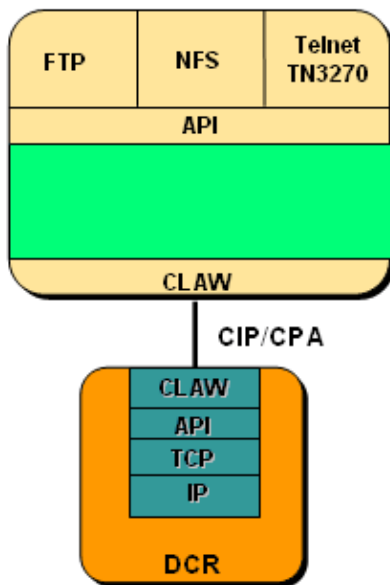 FTP
NFS
Telnet
TN3270
API
CLAW
CIP/CPA
CLAW
API
TCP
IP
DCR